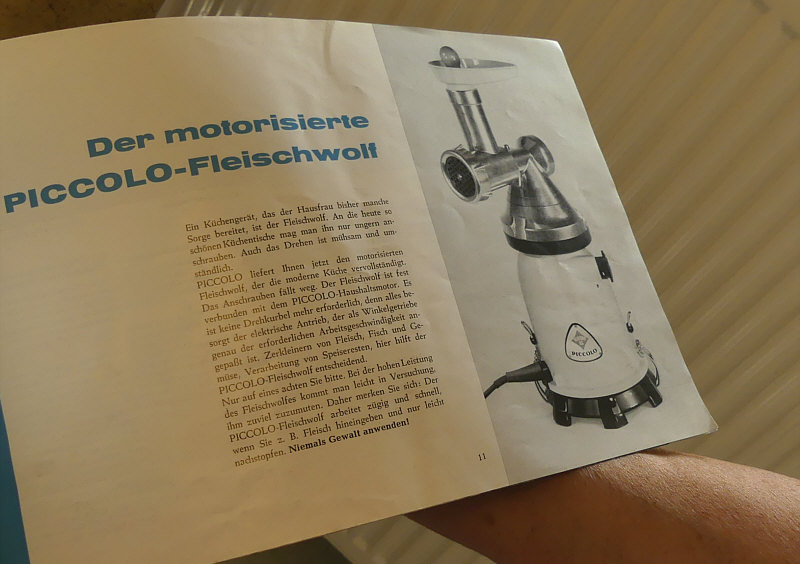 Der motorisierte
PICCOLO-Fleischwolf
Ein Küchengerät, das der Hausfrau bisher manche
Sorge bereitet, ist der Fleischwolf. An die heute so
schönen Küchentische mag man ihn nur ungern an-
schrauben. Auch das Drehen ist mühsam und um-
ständlich.
PICCOLO liefert Ihnen jetzt den motorisierten
Fleischwolf, der die moderne Küche vervollständigt.
Das Anschrauben fällt weg. Der Fleischwolf ist fest
verbunden mit dem PICCOLO-Haushaltsmotor. Es
ist keine Drehkurbel mehr erforderlich, denn alles be-
sorgt der elektrische Antrieb, der als Winkelgetriebe
genau der erforderlichen Arbeitsgeschwindigkeit an-
gepaßt ist. Zerkleinern von Fleisch, Fisch und Ge-
müse, Verarbeitung von Speiseresten, hier hilft der
PICCOLO-Fleischwolf entscheidend.
Nur auf eines achten Sie bitte. Bei der hohen Leistung
des Fleischwolfes kommt man leicht in Versuchung,
ihm zuviel zuzumuten. Daher merken Sie sich: Der
PICCOLO-Fleischwolf arbeitet zügig und schnell,
wenn Sie z. B. Fleisch hineingeben und nur leicht
nachstopfen. Niemals Gewalt anwenden!
11
PICCOLO